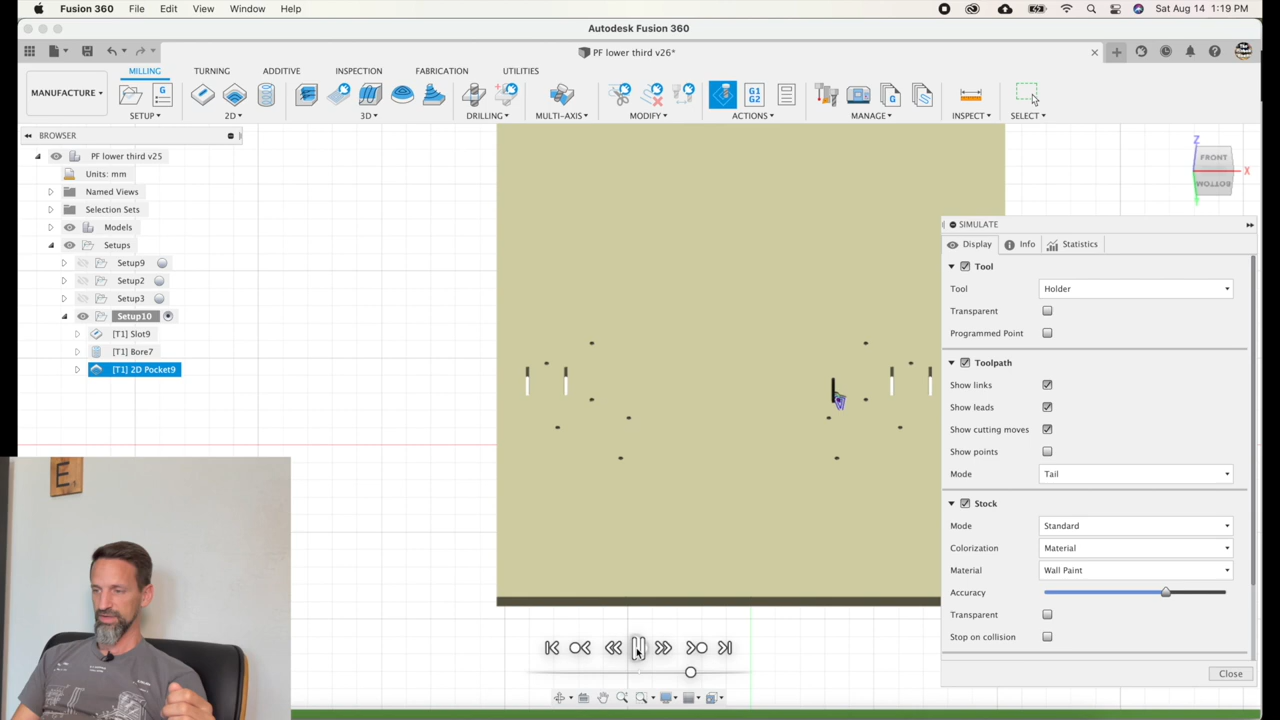 Fusion 360 File Edit View Window Help Sat Aug 14 1:19 PM
Autodesk Fusion 360
PF lower third v26*
MILLING TURNING ADDITIVE INSPECTION FABRICATION UTILITIES
MANUFACTURE
G G1 G2 G
SETUP 2D 3D DRILLING MULTI-AXIS MODIFY ACTIONS MANAGE INSPECT SELECT
BROWSER
PF lower third v25
Units: mm
Named Views
Selection Sets
Models
Setups
Setup9
Setup2
Setup3
Setup10
[T1] Slot9
[T1] Bore7
[T1] 2D Pocket9
Z
FRONT
X
BOTTOM
SIMULATE
Display Info Statistics
Tool
Tool Holder
Transparent
Programmed Point
Toolpath
Show links
Show leads
Show cutting moves
Show points
Mode Tail
Stock
Mode Standard
Colorization Material
Material Wall Paint
Accuracy
Transparent
Stop on collision
Close
E.